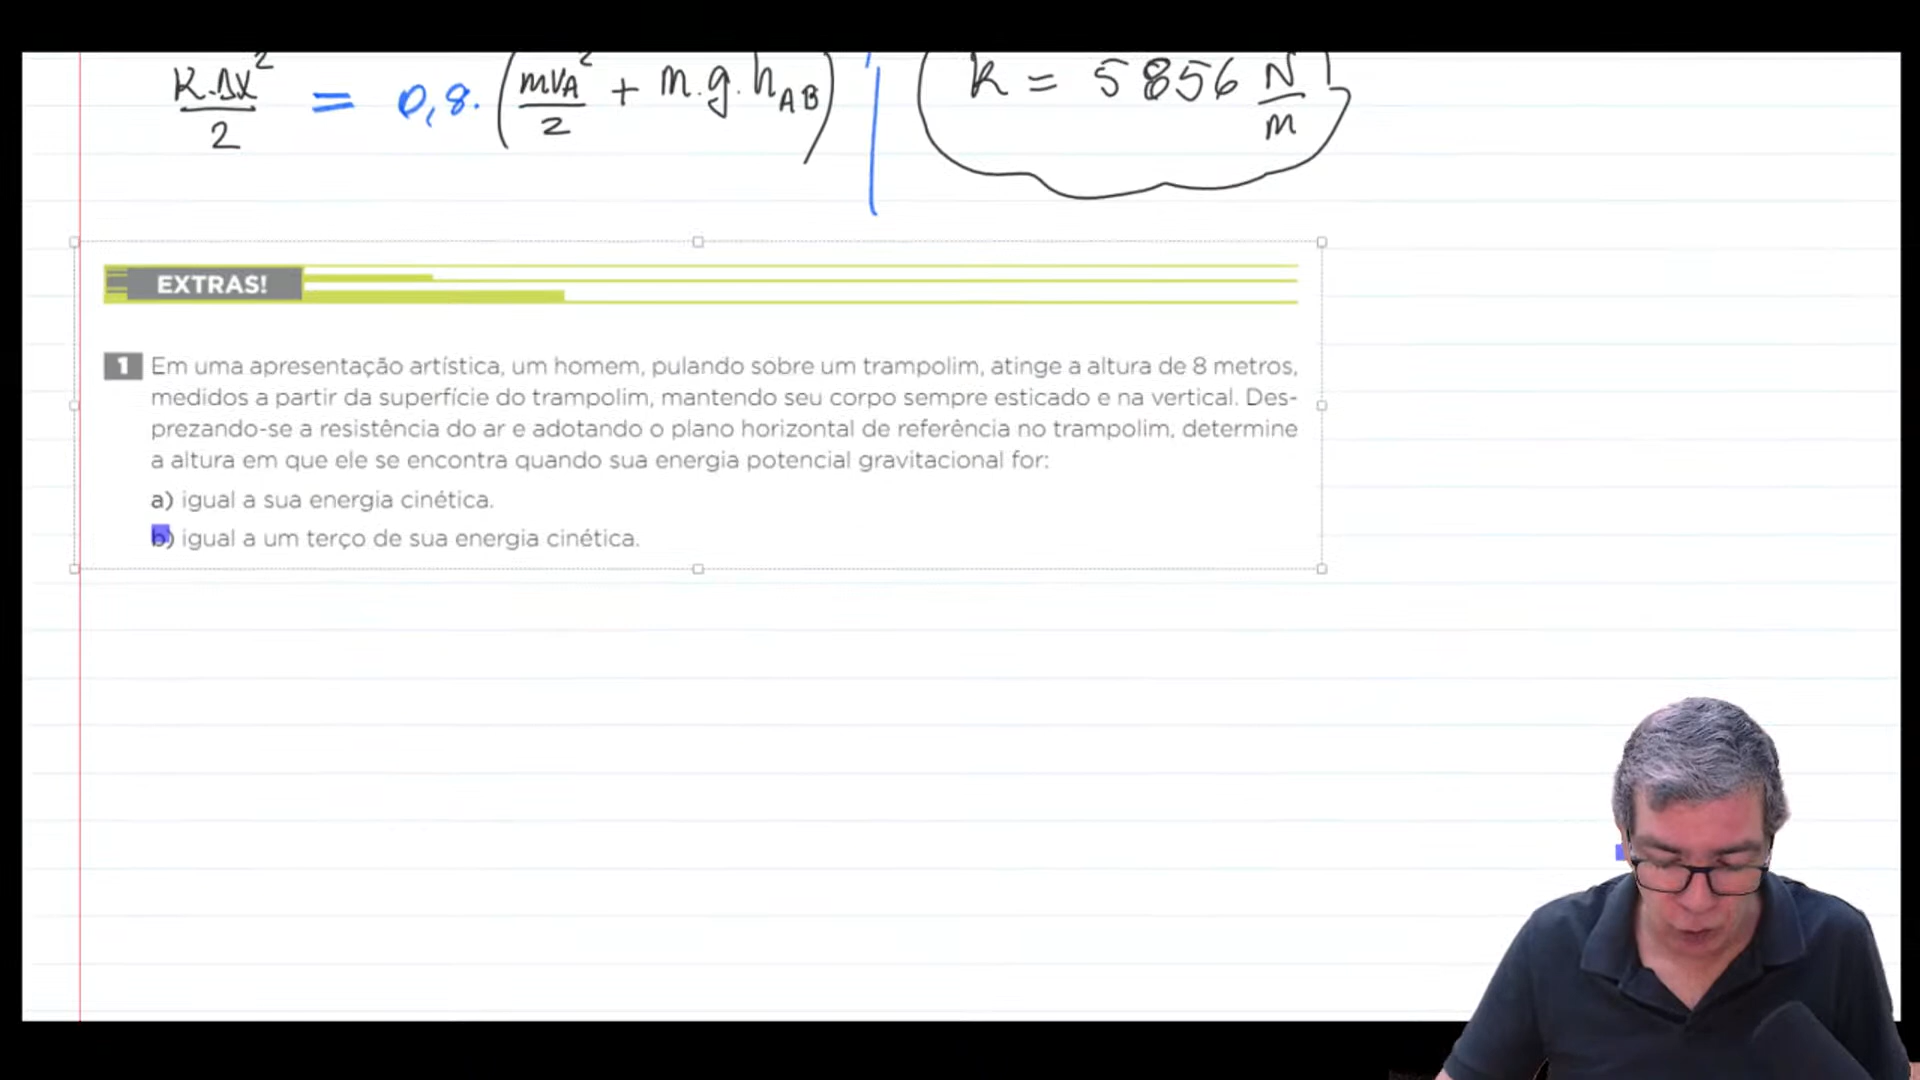 K.Δx²/2 = 0,8.(mVA²/2 + m.g.hAB)
K = 5856 N/m
EXTRAS!
1 Em uma apresentação artística, um homem, pulando sobre um trampolim, atinge a altura de 8 metros,
medidos a partir da superfície do trampolim, mantendo seu corpo sempre esticado e na vertical. Des-
prezando-se a resistência do ar e adotando o plano horizontal de referência no trampolim, determine
a altura em que ele se encontra quando sua energia potencial gravitacional for:
a) igual a sua energia cinética.
b) igual a um terço de sua energia cinética.